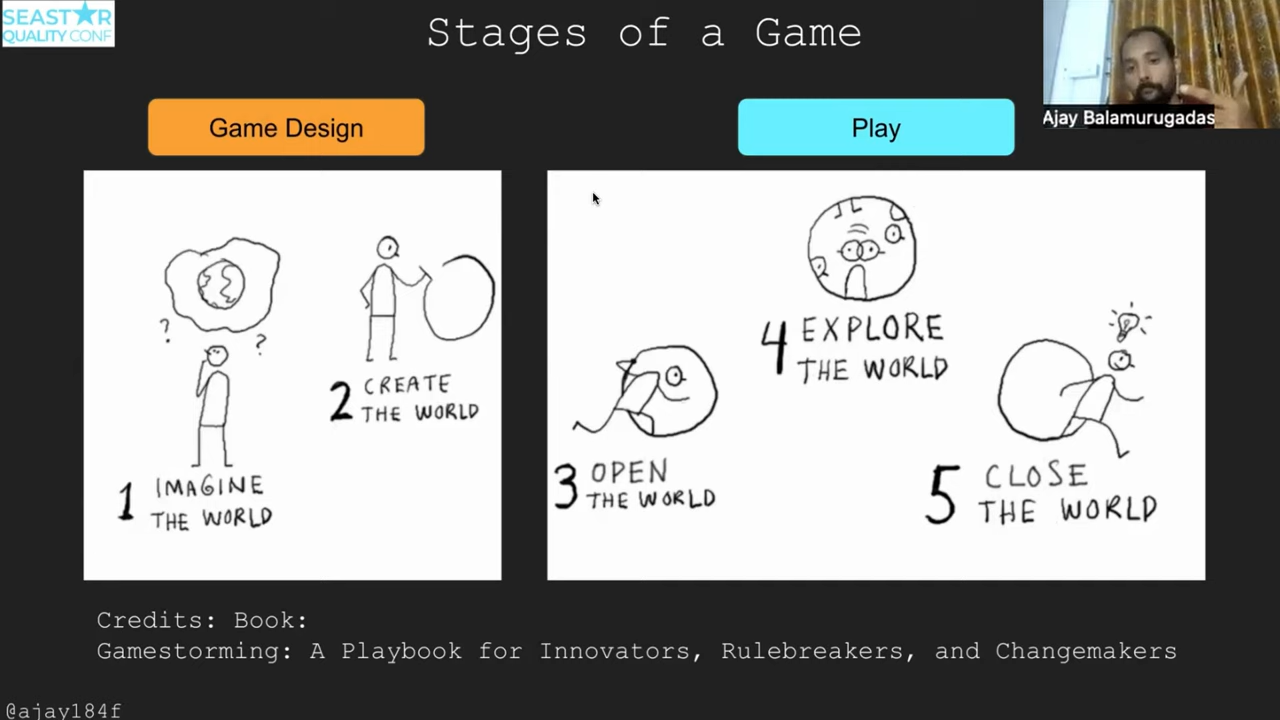 SEASTAR
QUALITY CONF
Stages of a Game
Ajay Balamurugadas
Game Design
Play
?
?
1 IMAGINE
THE WORLD
2 CREATE
THE WORLD
3 OPEN
THE WORLD
4 EXPLORE
THE WORLD
5 CLOSE
THE WORLD
Credits: Book:
Gamestorming: A Playbook for Innovators, Rulebreakers, and Changemakers
@ajay184f